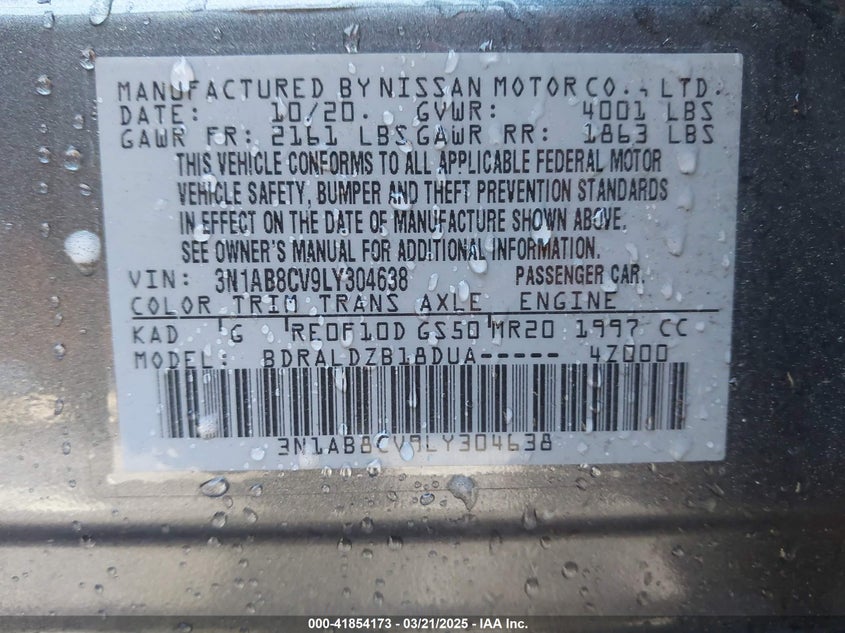 MANUFACTURED BY NISSAN MOTOR CO., LTD.
DATE: 10/20. GVWR: 4001 LBS
GAWR FR: 2161 LBS GAWR RR: 1863 LBS
THIS VEHICLE CONFORMS TO ALL APPLICABLE FEDERAL MOTOR
VEHICLE SAFETY, BUMPER AND THEFT PREVENTION STANDARDS
IN EFFECT ON THE DATE OF MANUFACTURE SHOWN ABOVE.
SEE OWNER'S MANUAL FOR ADDITIONAL INFORMATION.
VIN: 3N1AB8CV9LY304638 PASSENGER CAR.
COLOR TRIM TRANS AXLE ENGINE
KAD G RE0F10D GS50 MR20 1997 CC
MODEL: BDRALDZB18DUA----- 4Z000
3N1AB8CV9LY304638
000-41854173 — 03/21/2025 — IAA Inc.